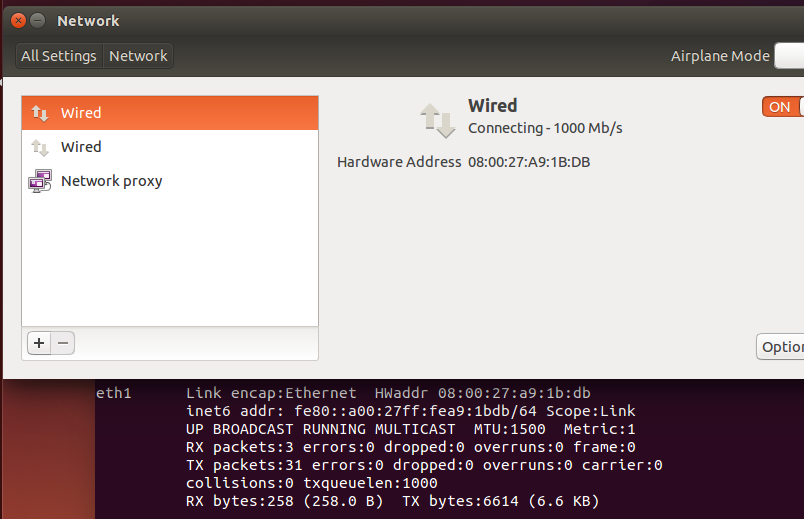 Network
All Settings Network Airplane Mode
Wired
Wired
Network proxy
Wired
Connecting - 1000 Mb/s
ON
Hardware Address 08:00:27:A9:1B:DB
+ −
Option
eth1 Link encap:Ethernet HWaddr 08:00:27:a9:1b:db
inet6 addr: fe80::a00:27ff:fea9:1bdb/64 Scope:Link
UP BROADCAST RUNNING MULTICAST MTU:1500 Metric:1
RX packets:3 errors:0 dropped:0 overruns:0 frame:0
TX packets:31 errors:0 dropped:0 overruns:0 carrier:0
collisions:0 txqueuelen:1000
RX bytes:258 (258.0 B) TX bytes:6614 (6.6 KB)